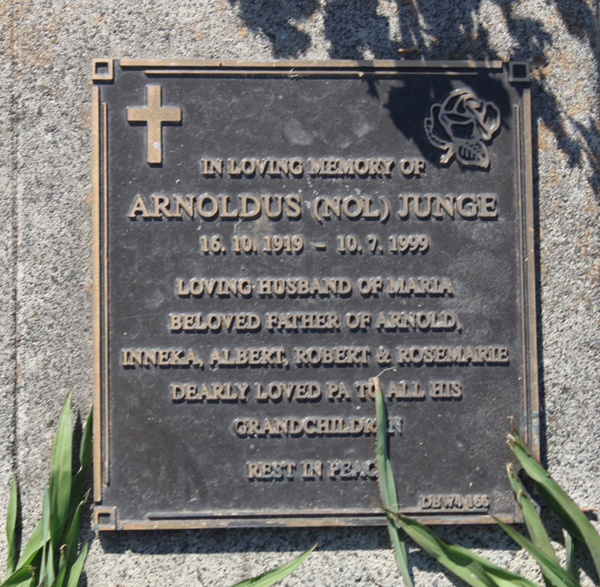 IN LOVING MEMORY OF
ARNOLDUS (NOL) JUNGE
16. 10. 1919 – 10. 7. 1999
LOVING HUSBAND OF MARIA
BELOVED FATHER OF ARNOLD,
INNEKA, ALBERT, ROBERT & ROSEMARIE
DEARLY LOVED PA TO ALL HIS
GRANDCHILDREN
REST IN PEACE